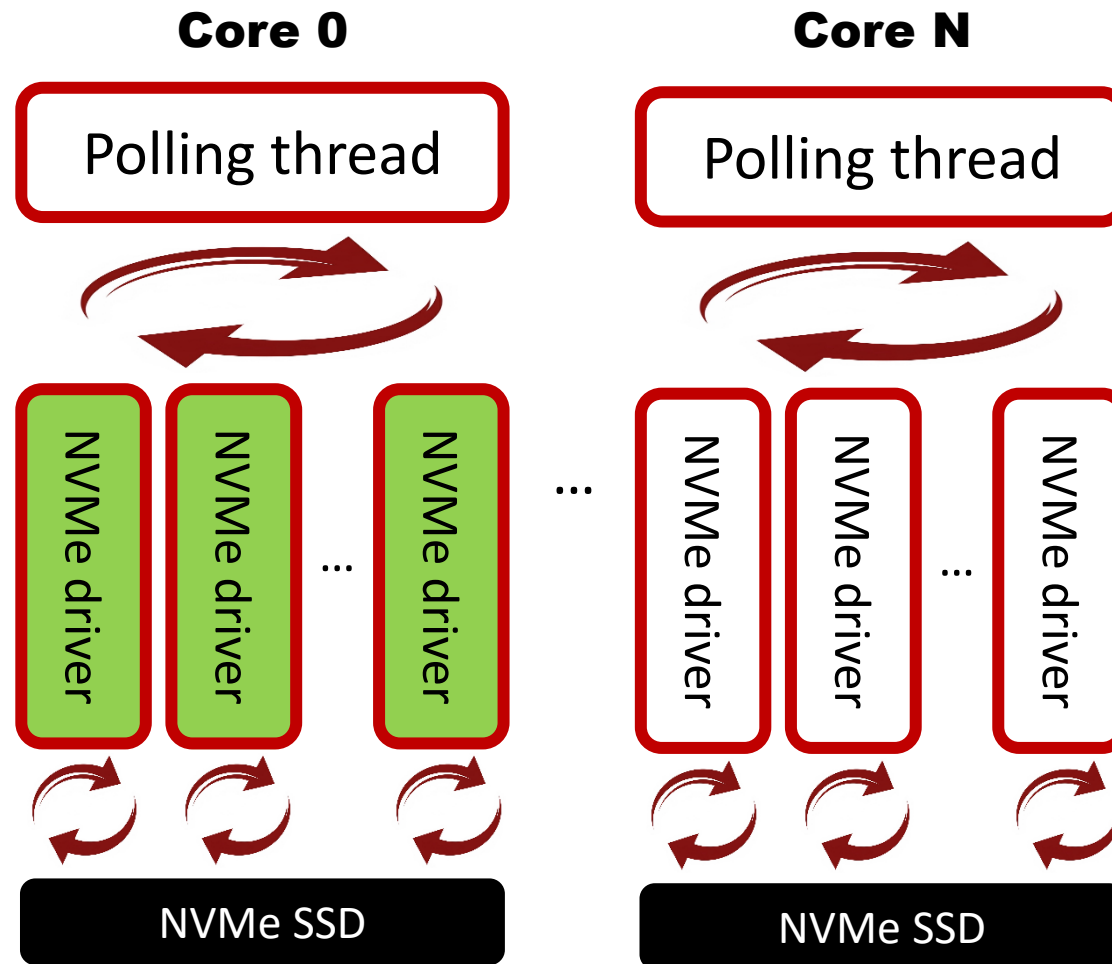 Core 0
Core N
Polling thread
Polling thread
NVMe driver
NVMe driver
...
NVMe driver
...
NVMe driver
NVMe driver
...
NVMe driver
NVMe SSD
NVMe SSD